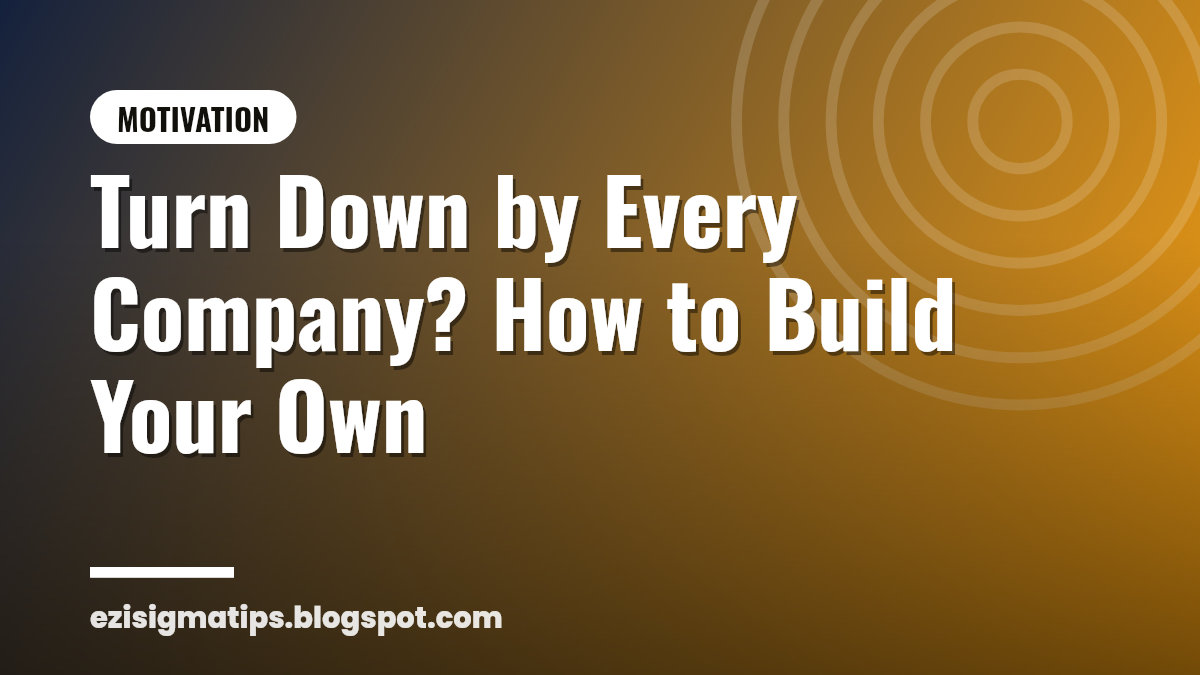 MOTIVATION
Turn Down by Every
Company? How to Build
Your Own
ezisigmatips.blogspot.com